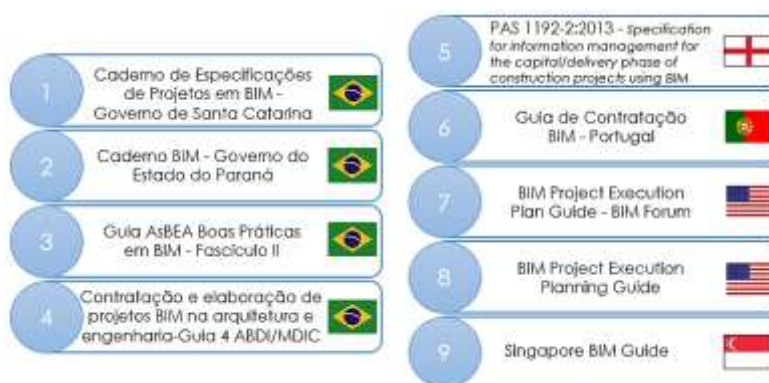 1
Caderno de Especificações
de Projetos em BIM -
Governo de Santa Catarina
2
Caderno BIM - Governo do
Estado do Paraná
3
Guia AsBEA Boas Práticas
em BIM - Fascículo II
4
Contratação e elaboração de
projetos BIM na arquitetura e
engenharia-Guia 4 ABDI/MDIC
5
PAS 1192-2:2013 - Specification
for information management for
the capital/delivery phase of
construction projects using BIM
6
Guia de Contratação
BIM - Portugal
7
BIM Project Execution
Plan Guide - BIM Forum
8
BIM Project Execution
Planning Guide
9
Singapore BIM Guide